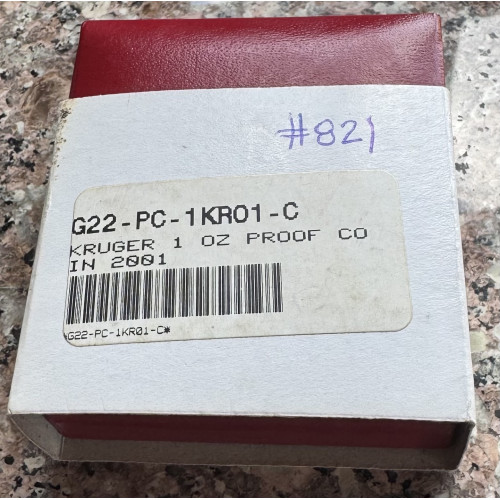 #821
G22-PC-1KR01-C
KRUGER 1 OZ PROOF CO
IN 2001
G22-PC-1KR01-C*